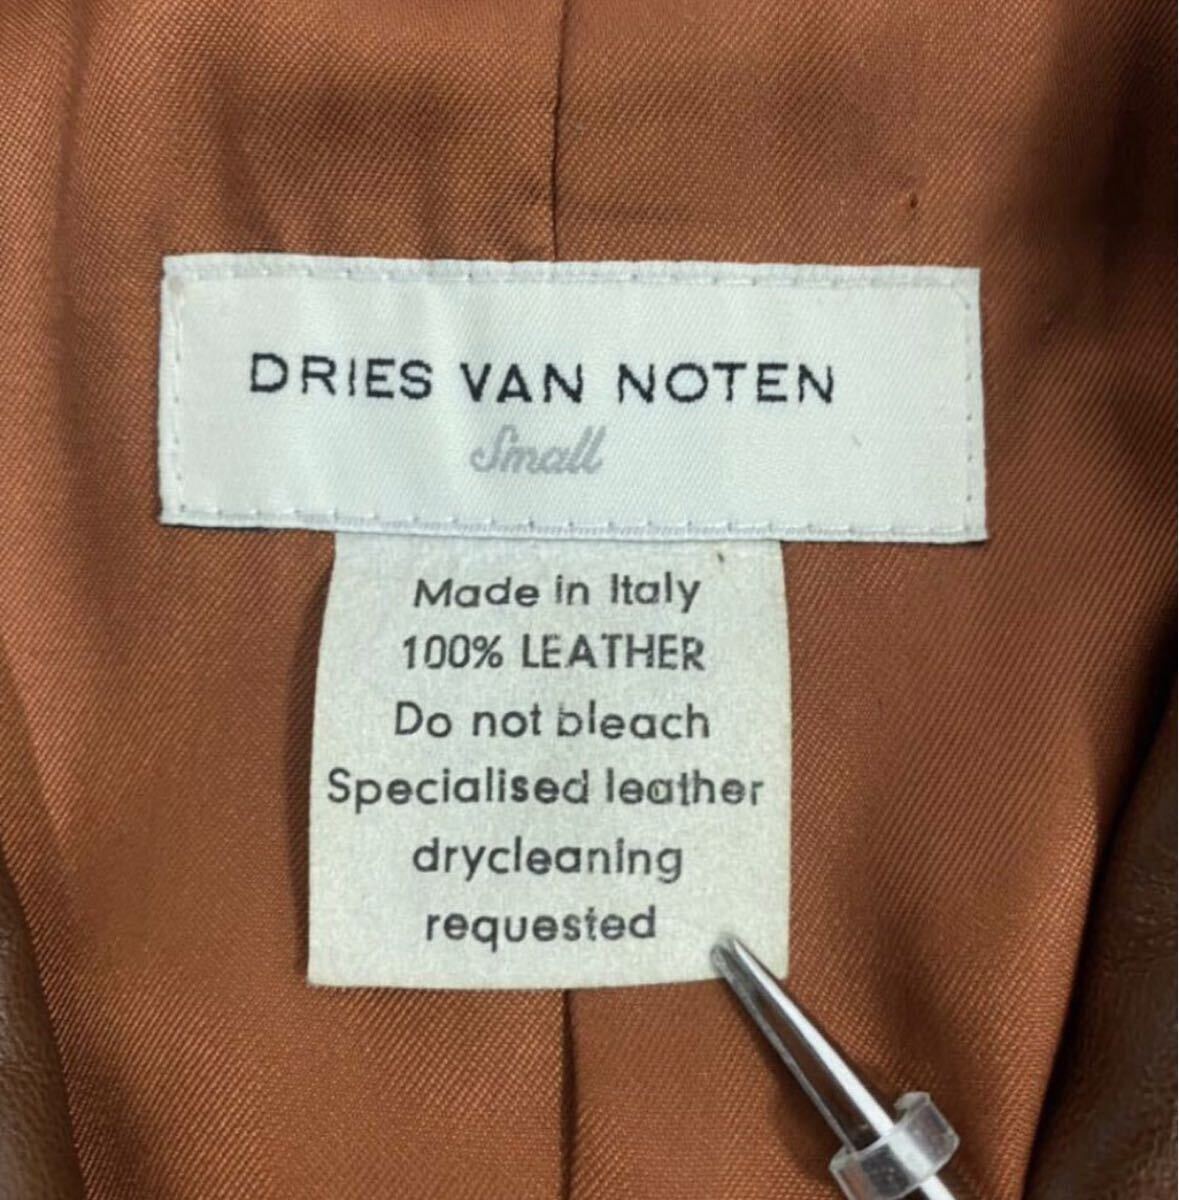 DRIES VAN NOTEN
Small
Made in Italy
100% LEATHER
Do not bleach
Specialised leather
drycleaning
requested